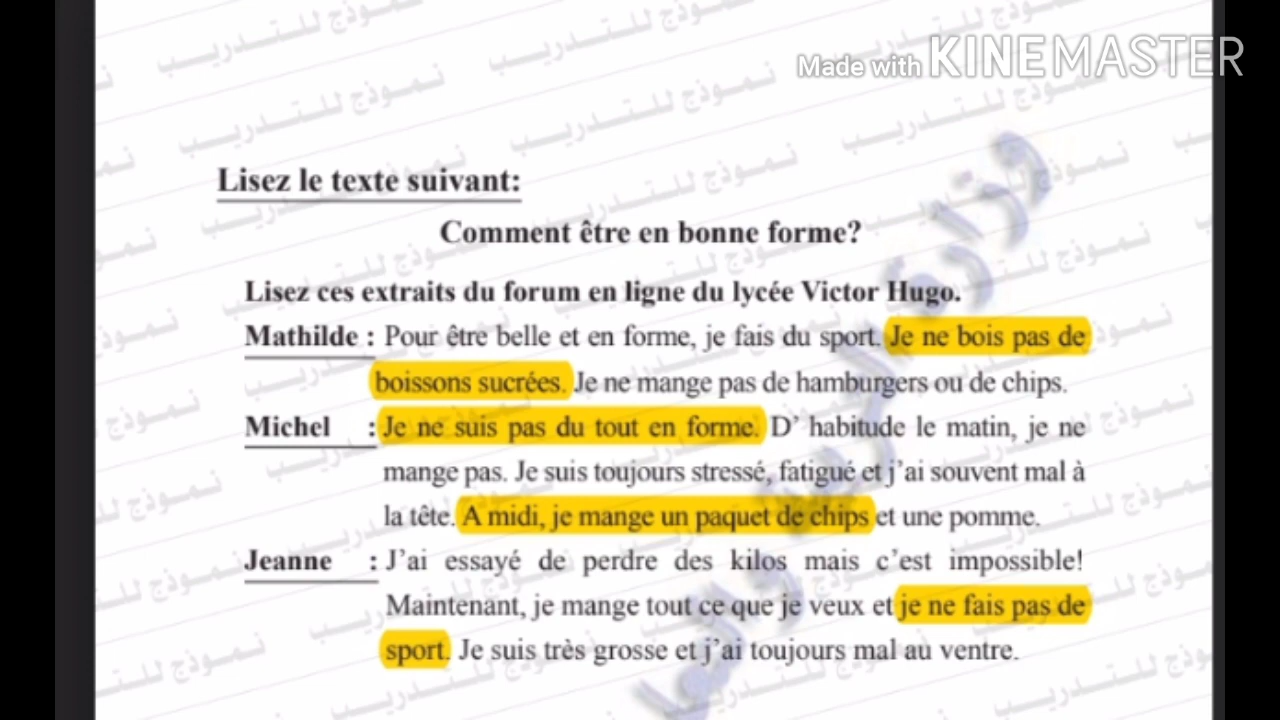 Made with KINEMASTER
Lisez le texte suivant:
Comment être en bonne forme?
Lisez ces extraits du forum en ligne du lycée Victor Hugo.
Mathilde : Pour être belle et en forme, je fais du sport. Je ne bois pas de
boissons sucrées. Je ne mange pas de hamburgers ou de chips.
Michel : Je ne suis pas du tout en forme. D’ habitude le matin, je ne
mange pas. Je suis toujours stressé, fatigué et j’ai souvent mal à
la tête. A midi, je mange un paquet de chips et une pomme.
Jeanne : J’ai essayé de perdre des kilos mais c’est impossible!
Maintenant, je mange tout ce que je veux et je ne fais pas de
sport. Je suis très grosse et j’ai toujours mal au ventre.
نموذج للتدريب